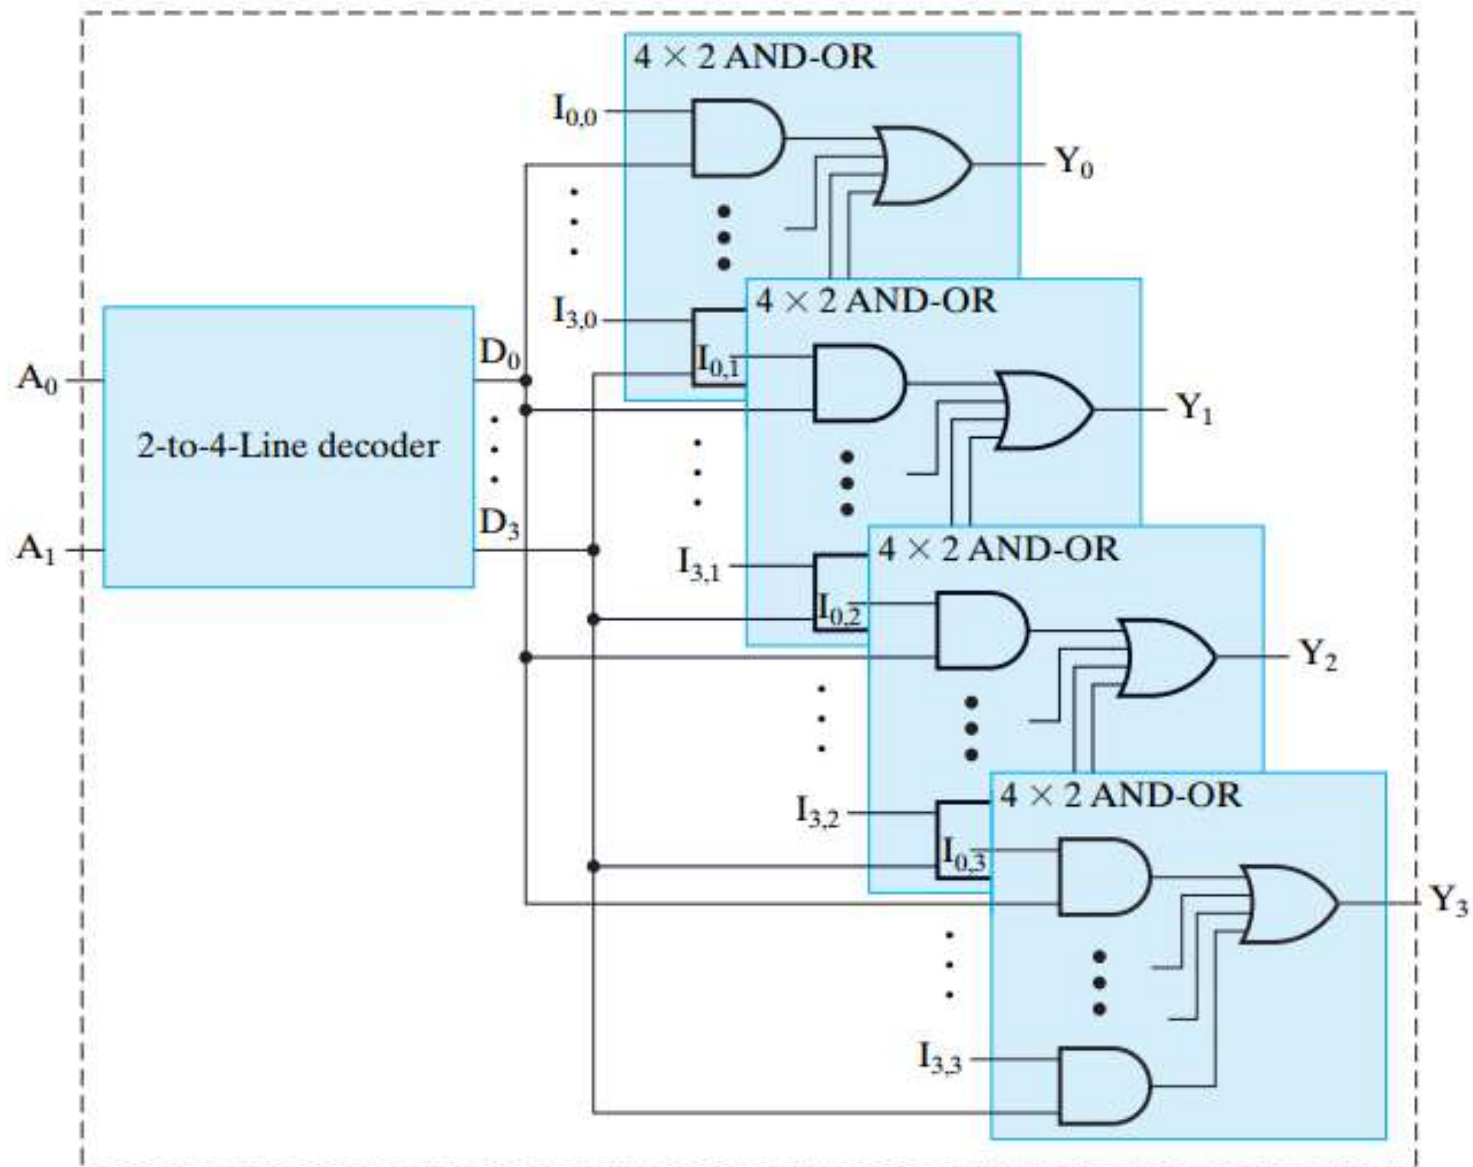 4 × 2 AND-OR
I₀,₀
Y₀
I₃,₀
4 × 2 AND-OR
I₀,₁
Y₁
D₀
A₀
2-to-4-Line decoder
D₃
A₁
I₃,₁
4 × 2 AND-OR
I₀,₂
Y₂
I₃,₂
4 × 2 AND-OR
I₀,₃
Y₃
I₃,₃